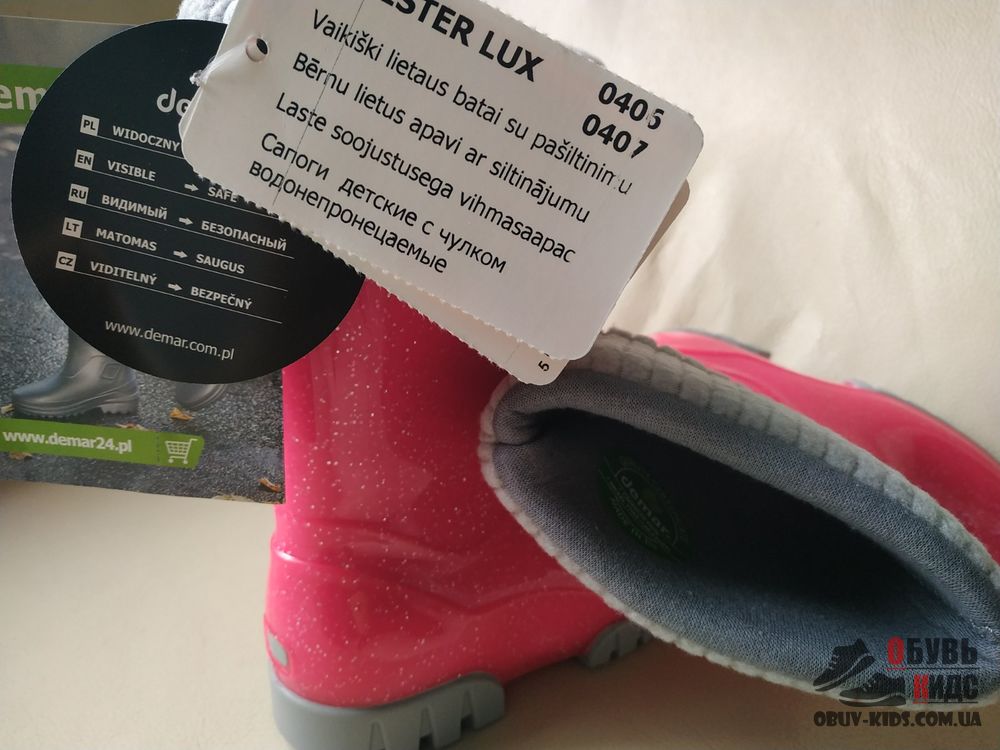 LUX
0406
0407
Vaikiški lietaus batai su pašiltinimu
Bērnu lietus apavi ar siltinājumu
Laste soojustusega vihmasaapac
Сапоги детские с чулком
водонепронецаемые
5
PL WIDOCZNY
EN VISIBLE → SAFE
RU ВИДИМЫЙ → БЕЗОПАСНЫЙ
LT MATOMAS → SAUGUS
CZ VIDITELNÝ → BEZPEČNÝ
www.demar.com.pl
www.demar24.pl
demar
ОБУВЬ
КИДС
OBUV-KIDS.COM.UA